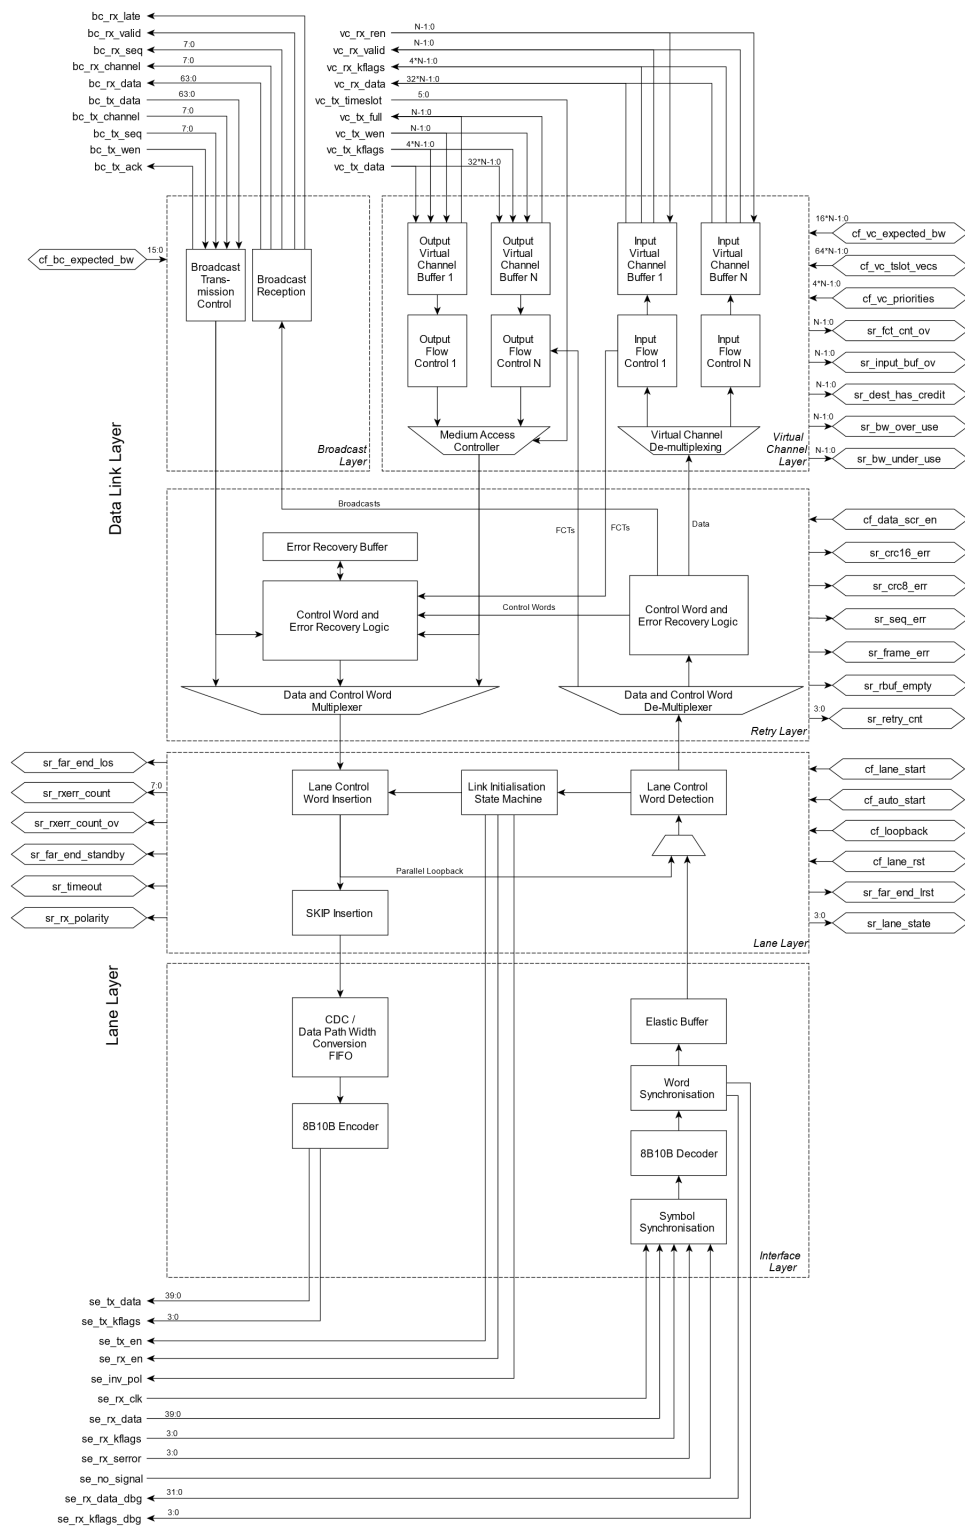 bc_rx_late
bc_rx_valid
bc_rx_seq 7:0
bc_rx_channel 7:0
bc_rx_data 63:0
bc_tx_data 63:0
bc_tx_channel 7:0
bc_tx_seq 7:0
bc_tx_wen
bc_tx_ack
vc_rx_ren N-1:0
vc_rx_valid N-1:0
vc_rx_kflags 4*N-1:0
vc_rx_data 32*N-1:0
vc_tx_timeslot 5:0
vc_tx_full N-1:0
vc_tx_wen N-1:0
vc_tx_kflags 4*N-1:0
vc_tx_data 32*N-1:0
cf_bc_expected_bw 15:0
Broadcast
Trans-
mission
Control
Broadcast
Reception
Broadcast
Layer
Output
Virtual
Channel
Buffer 1
Output
Virtual
Channel
Buffer N
Input
Virtual
Channel
Buffer 1
Input
Virtual
Channel
Buffer N
Output
Flow
Control 1
Output
Flow
Control N
Input
Flow
Control 1
Input
Flow
Control N
Medium Access
Controller
Virtual Channel
De-multiplexing
Virtual
Channel
Layer
16*N-1:0 cf_vc_expected_bw
64*N-1:0 cf_vc_tslot_vecs
4*N-1:0 cf_vc_priorities
N-1:0 sr_fct_cnt_ov
N-1:0 sr_input_buf_ov
N-1:0 sr_dest_has_credit
N-1:0 sr_bw_over_use
N-1:0 sr_bw_under_use
Data Link Layer
Broadcasts
FCTs
FCTs
Data
Error Recovery Buffer
Control Word and
Error Recovery Logic
Control Words
Control Word and
Error Recovery Logic
Data and Control Word
Multiplexer
Data and Control Word
De-Multiplexer
Retry Layer
cf_data_scr_en
sr_crc16_err
sr_crc8_err
sr_seq_err
sr_frame_err
sr_rbuf_empty
3:0 sr_retry_cnt
sr_far_end_los
sr_rxerr_count 7:0
sr_rxerr_count_ov
sr_far_end_standby
sr_timeout
sr_rx_polarity
Lane Control
Word Insertion
Link Initialisation
State Machine
Lane Control
Word Detection
Parallel Loopback
SKIP Insertion
Lane Layer
cf_lane_start
cf_auto_start
cf_loopback
cf_lane_rst
sr_far_end_lrst
3:0 sr_lane_state
Lane Layer
CDC /
Data Path Width
Conversion
FIFO
8B10B Encoder
Elastic Buffer
Word
Synchronisation
8B10B Decoder
Symbol
Synchronisation
Interface
Layer
se_tx_data 39:0
se_tx_kflags 3:0
se_tx_en
se_rx_en
se_inv_pol
se_rx_clk
se_rx_data 39:0
se_rx_kflags 3:0
se_rx_serror 3:0
se_no_signal
se_rx_data_dbg 31:0
se_rx_kflags_dbg 3:0